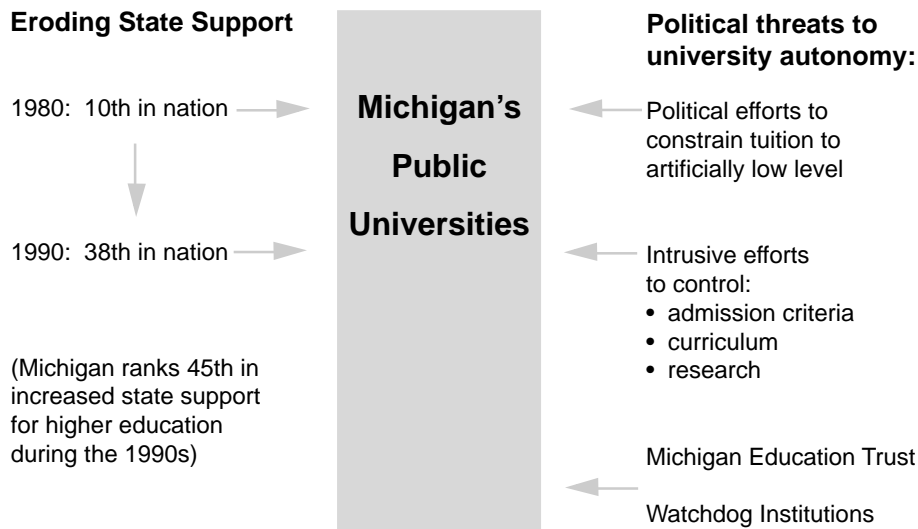 Eroding State Support
1980:  10th in nation
1990:  38th in nation
(Michigan ranks 45th in
increased state support
for higher education
during the 1990s)
Michigan's
Public
Universities
Political threats to
university autonomy:
Political efforts to
constrain tuition to
artificially low level
Intrusive efforts
to control:
• admission criteria
• curriculum
• research
Michigan Education Trust
Watchdog Institutions